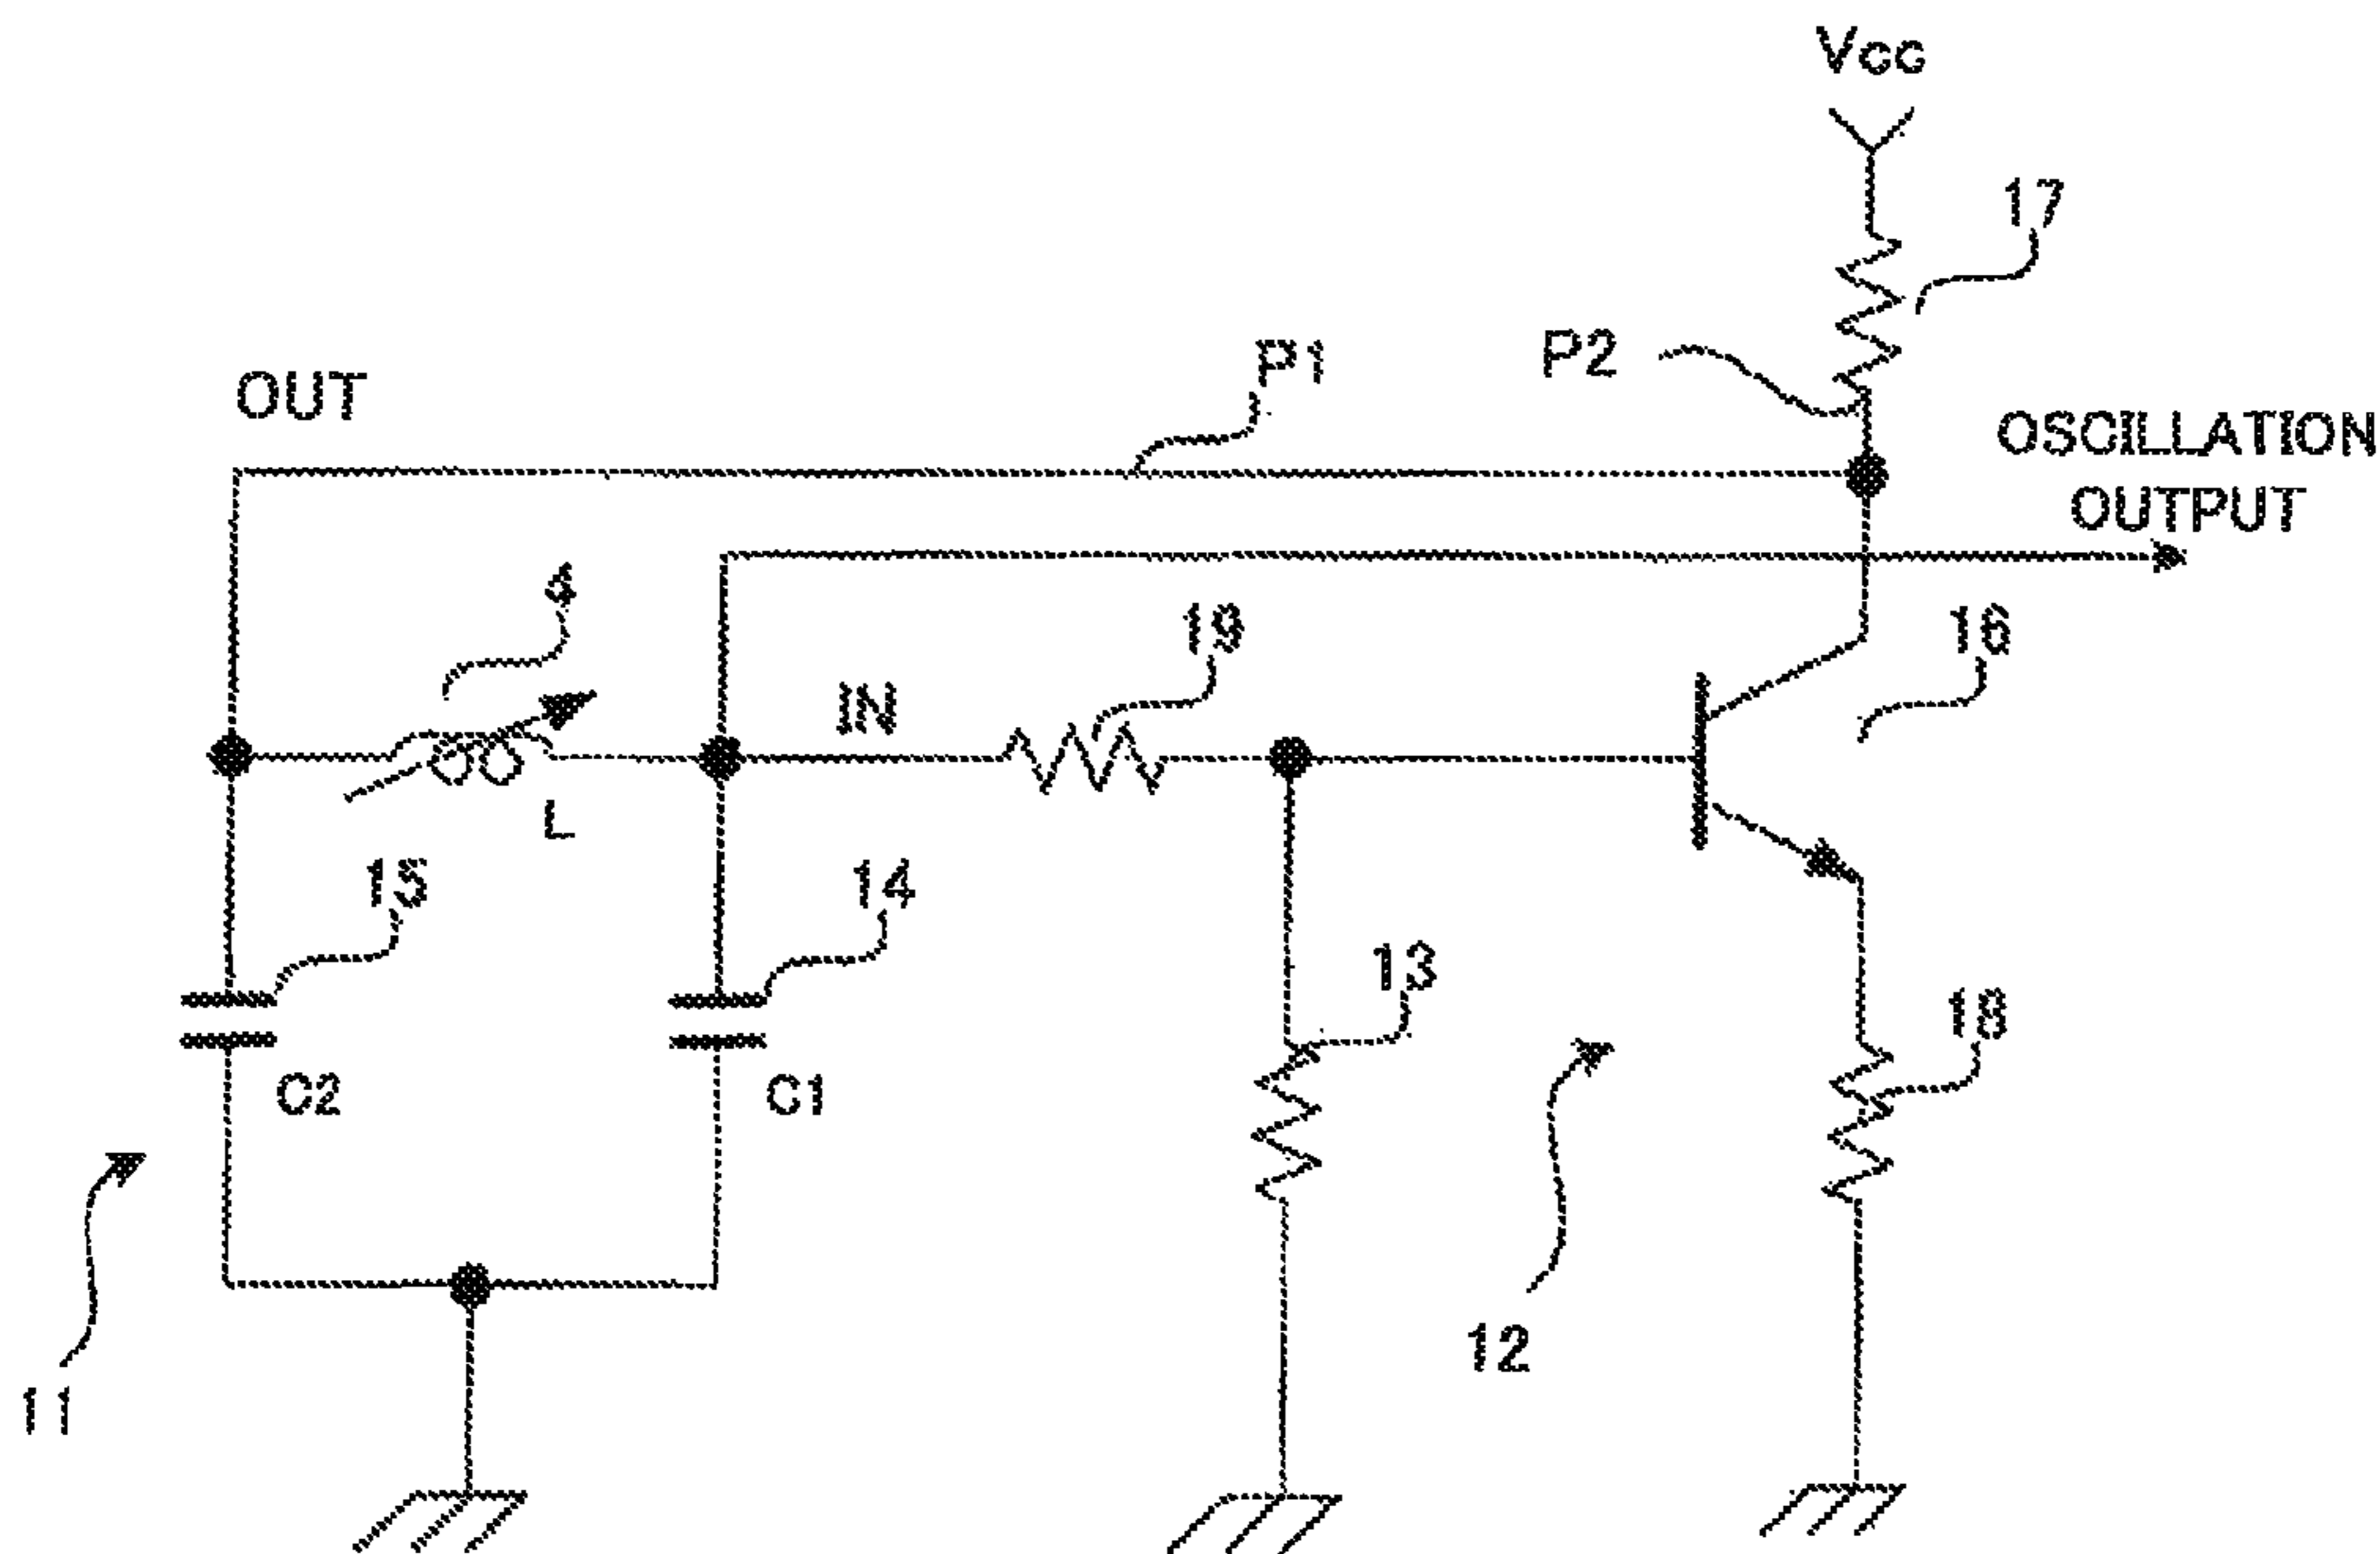 Vcc
17
P1
P2
OUT
OSCILLATION
OUTPUT
4
19
16
IN
L
15
14
13
18
C2
C1
12
11